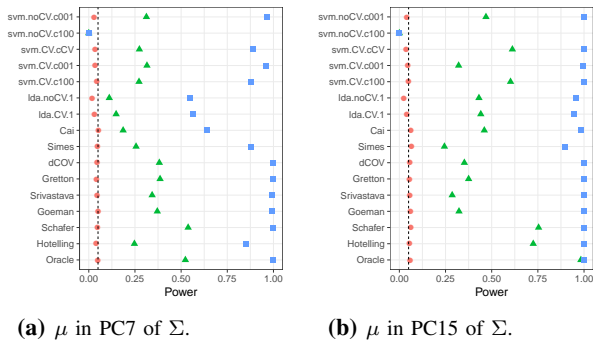 svm.noCV.c001
svm.noCV.c100
svm.CV.cCV
svm.CV.c001
svm.CV.c100
lda.noCV.1
lda.CV.1
Cai
Simes
dCOV
Gretton
Srivastava
Goeman
Schafer
Hotelling
Oracle
0.00 0.25 0.50 0.75 1.00
Power
(a) μ in PC7 of Σ.
svm.noCV.c001
svm.noCV.c100
svm.CV.cCV
svm.CV.c001
svm.CV.c100
lda.noCV.1
lda.CV.1
Cai
Simes
dCOV
Gretton
Srivastava
Goeman
Schafer
Hotelling
Oracle
0.00 0.25 0.50 0.75 1.00
Power
(b) μ in PC15 of Σ.